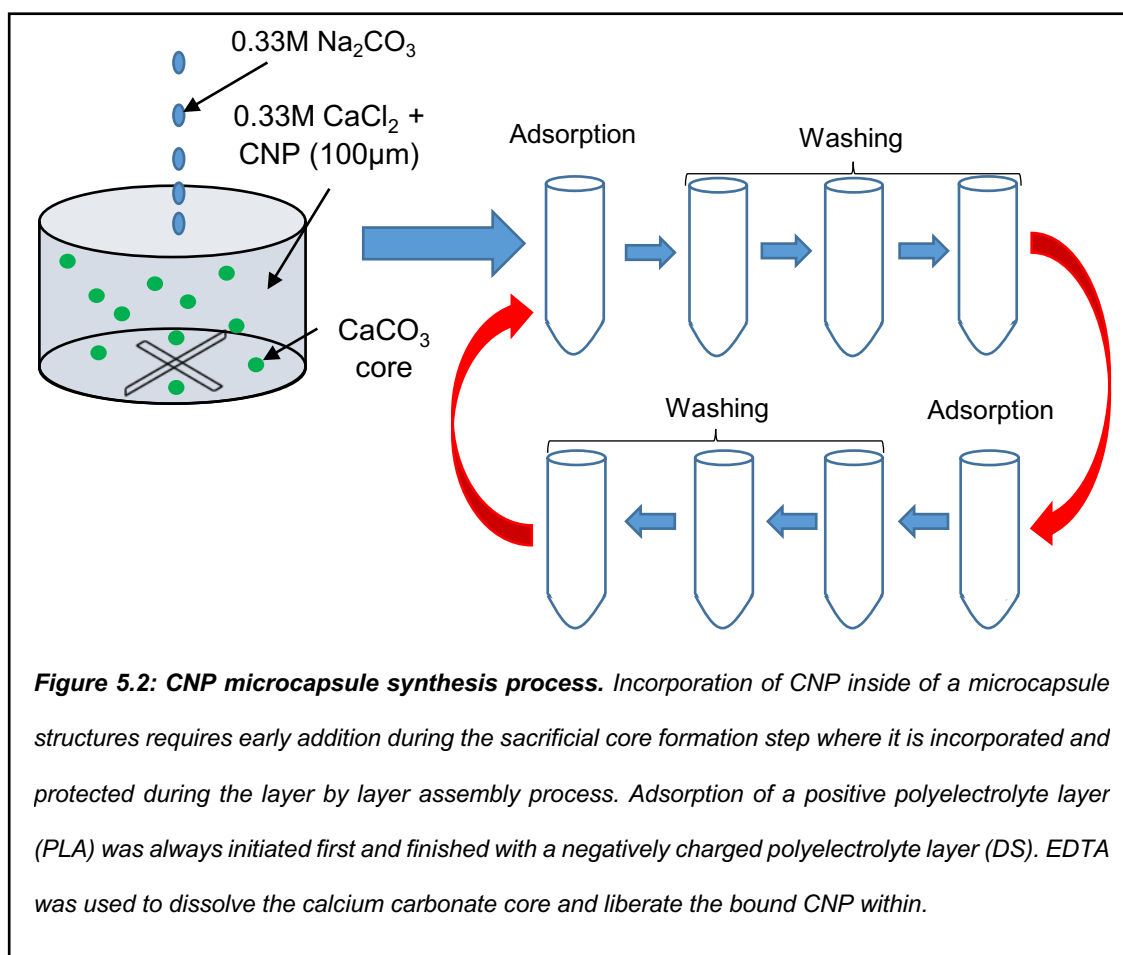 0.33M Na₂CO₃
0.33M CaCl₂ +
CNP (100µm)
CaCO₃
core
Adsorption
Washing
Washing
Adsorption
Figure 5.2: CNP microcapsule synthesis process. Incorporation of CNP inside of a microcapsule
structures requires early addition during the sacrificial core formation step where it is incorporated and
protected during the layer by layer assembly process. Adsorption of a positive polyelectrolyte layer
(PLA) was always initiated first and finished with a negatively charged polyelectrolyte layer (DS). EDTA
was used to dissolve the calcium carbonate core and liberate the bound CNP within.